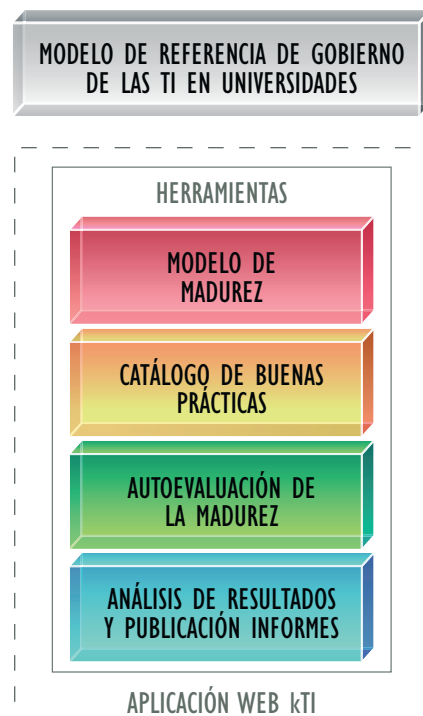 MODELO DE REFERENCIA DE GOBIERNO
DE LAS TI EN UNIVERSIDADES
HERRAMIENTAS
MODELO DE
MADUREZ
CATÁLOGO DE BUENAS
PRÁCTICAS
AUTOEVALUACIÓN DE
LA MADUREZ
ANÁLISIS DE RESULTADOS
Y PUBLICACIÓN INFORMES
APLICACIÓN WEB kTI